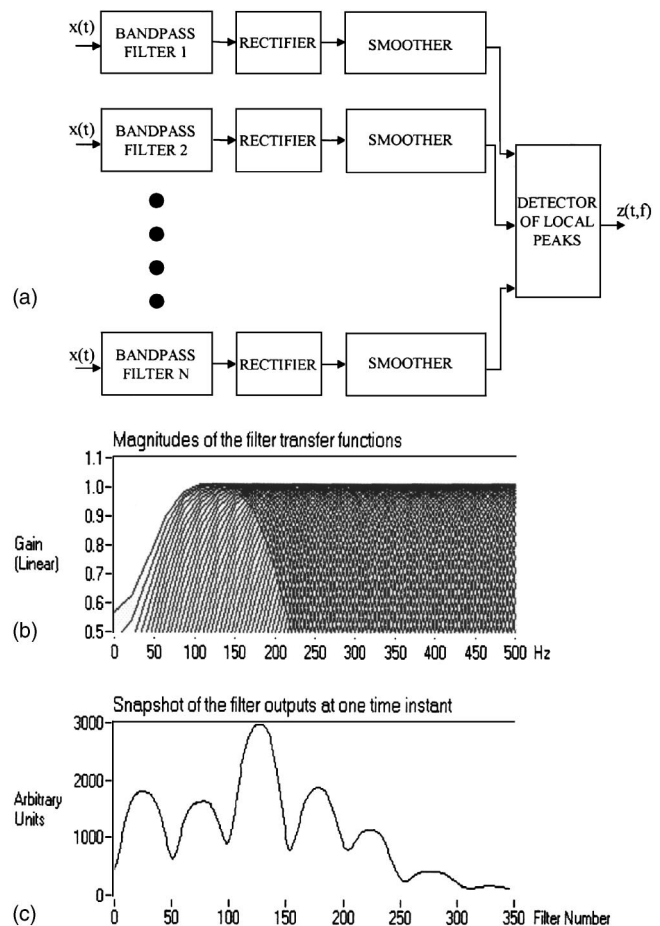 x(t)
BANDPASS
FILTER 1
RECTIFIER
SMOOTHER
x(t)
BANDPASS
FILTER 2
RECTIFIER
SMOOTHER
DETECTOR
OF LOCAL
PEAKS
z(t,f)
(a)
x(t)
BANDPASS
FILTER N
RECTIFIER
SMOOTHER
Magnitudes of the filter transfer functions
1.1
1.0
0.9
0.8
0.7
0.6
0.5
Gain
(Linear)
0 50 100 150 200 250 300 350 400 450 500 Hz
(b)
Snapshot of the filter outputs at one time instant
3000
2000
1000
0
Arbitrary
Units
0 50 100 150 200 250 300 350 Filter Number
(c)